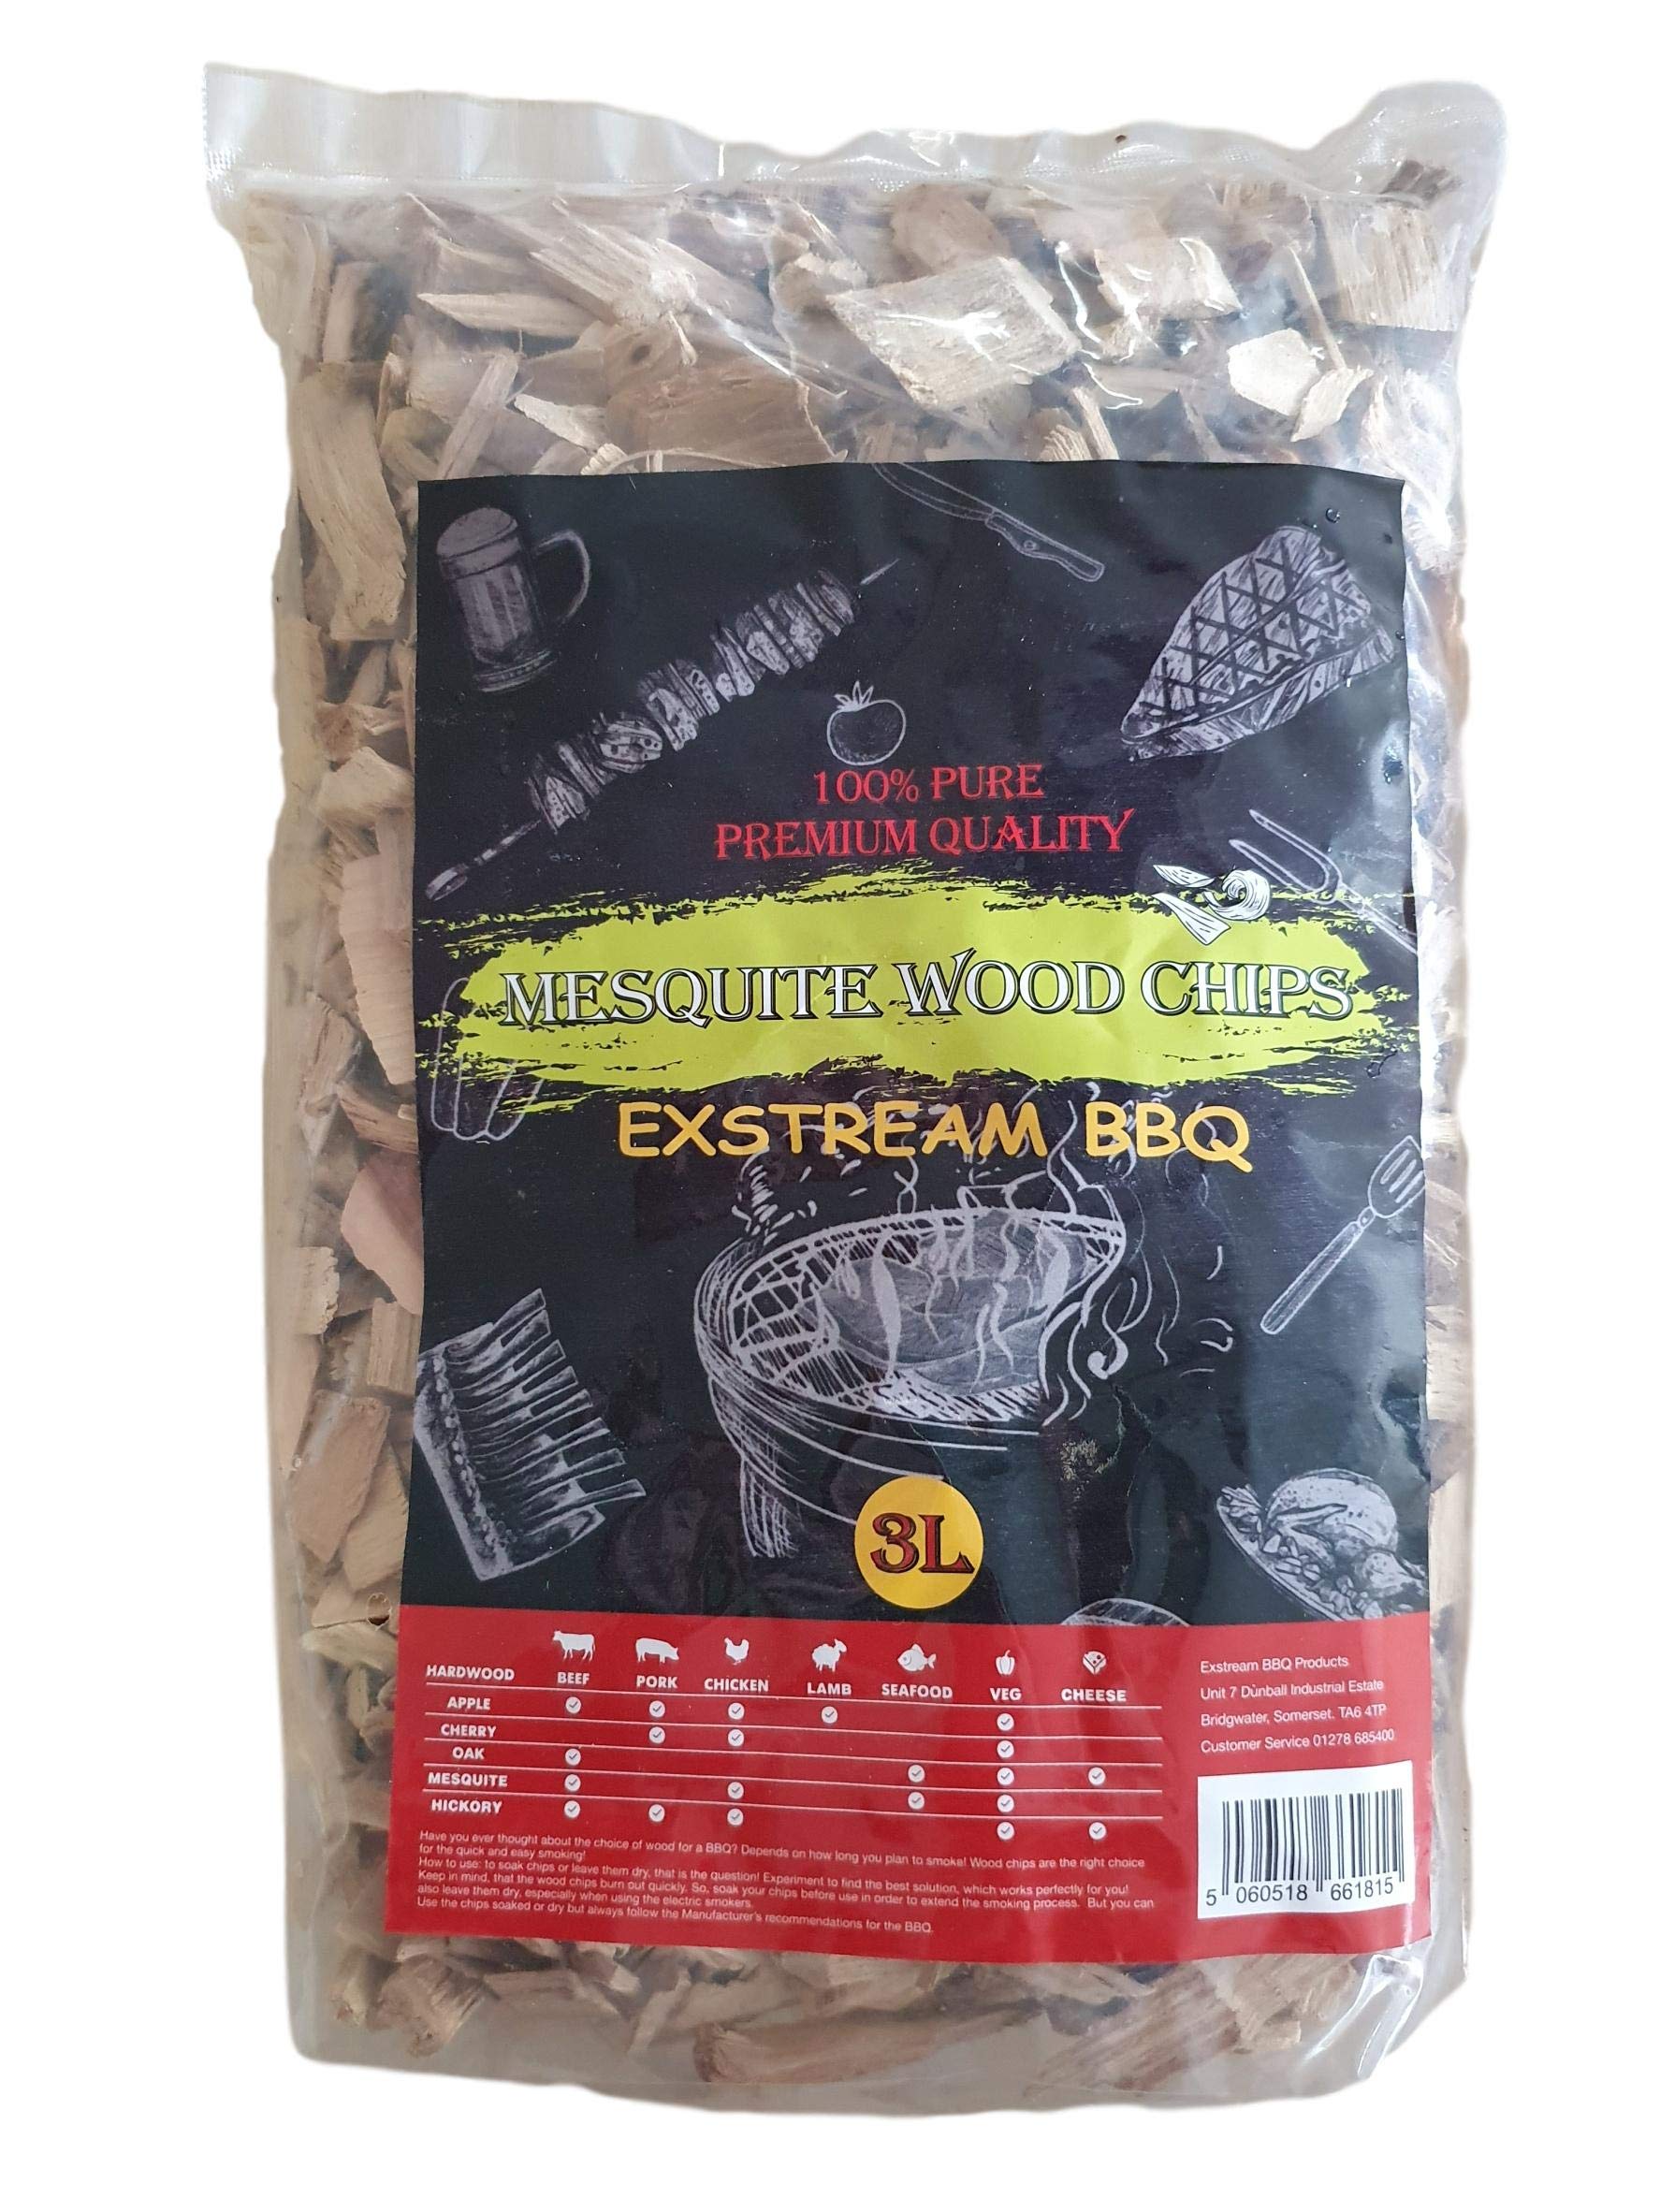 100% PURE
PREMIUM QUALITY
MESQUITE WOOD CHIPS
EXSTREAM BBQ
3L
HARDWOOD BEEF PORK CHICKEN LAMB SEAFOOD VEG CHEESE
APPLE
CHERRY
OAK
MESQUITE
HICKORY
Have you ever thought about the choice of wood for a BBQ? Depends on how long you plan to smoke! Wood chips are the right choice
for the quick and easy smoking!
How to use: to soak chips or leave them dry, that is the question! Experiment to find the best solution, which works perfectly for you!
Keep in mind, that the wood chips burn out quickly. So, soak your chips before use in order to extend the smoking process. But you can
also leave them dry, especially when using the electric smokers.
Use the chips soaked or dry but always follow the Manufacturer's recommendations for the BBQ.
Exstream BBQ Products
Unit 7 Dunball Industrial Estate
Bridgwater, Somerset. TA6 4TP
Customer Service 01278 685400
5 060518 661815